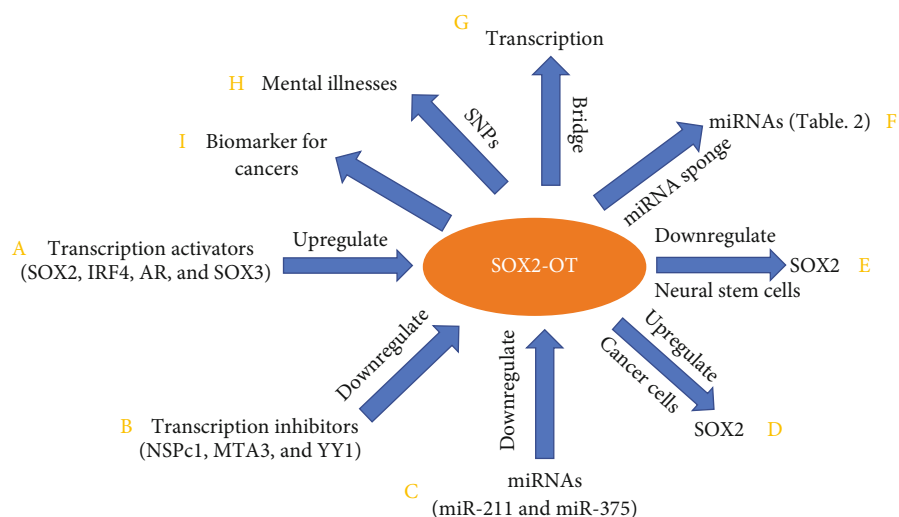 G Transcription
H Mental illnesses
SNPs
Bridge
miRNAs (Table. 2) F
miRNA sponge
I Biomarker for
cancers
A Transcription activators
(SOX2, IRF4, AR, and SOX3)
Upregulate
SOX2-OT
Downregulate
Neural stem cells
SOX2 E
Upregulate
Cancer cells
SOX2 D
Downregulate
B Transcription inhibitors
(NSPc1, MTA3, and YY1)
Downregulate
C miRNAs
(miR-211 and miR-375)